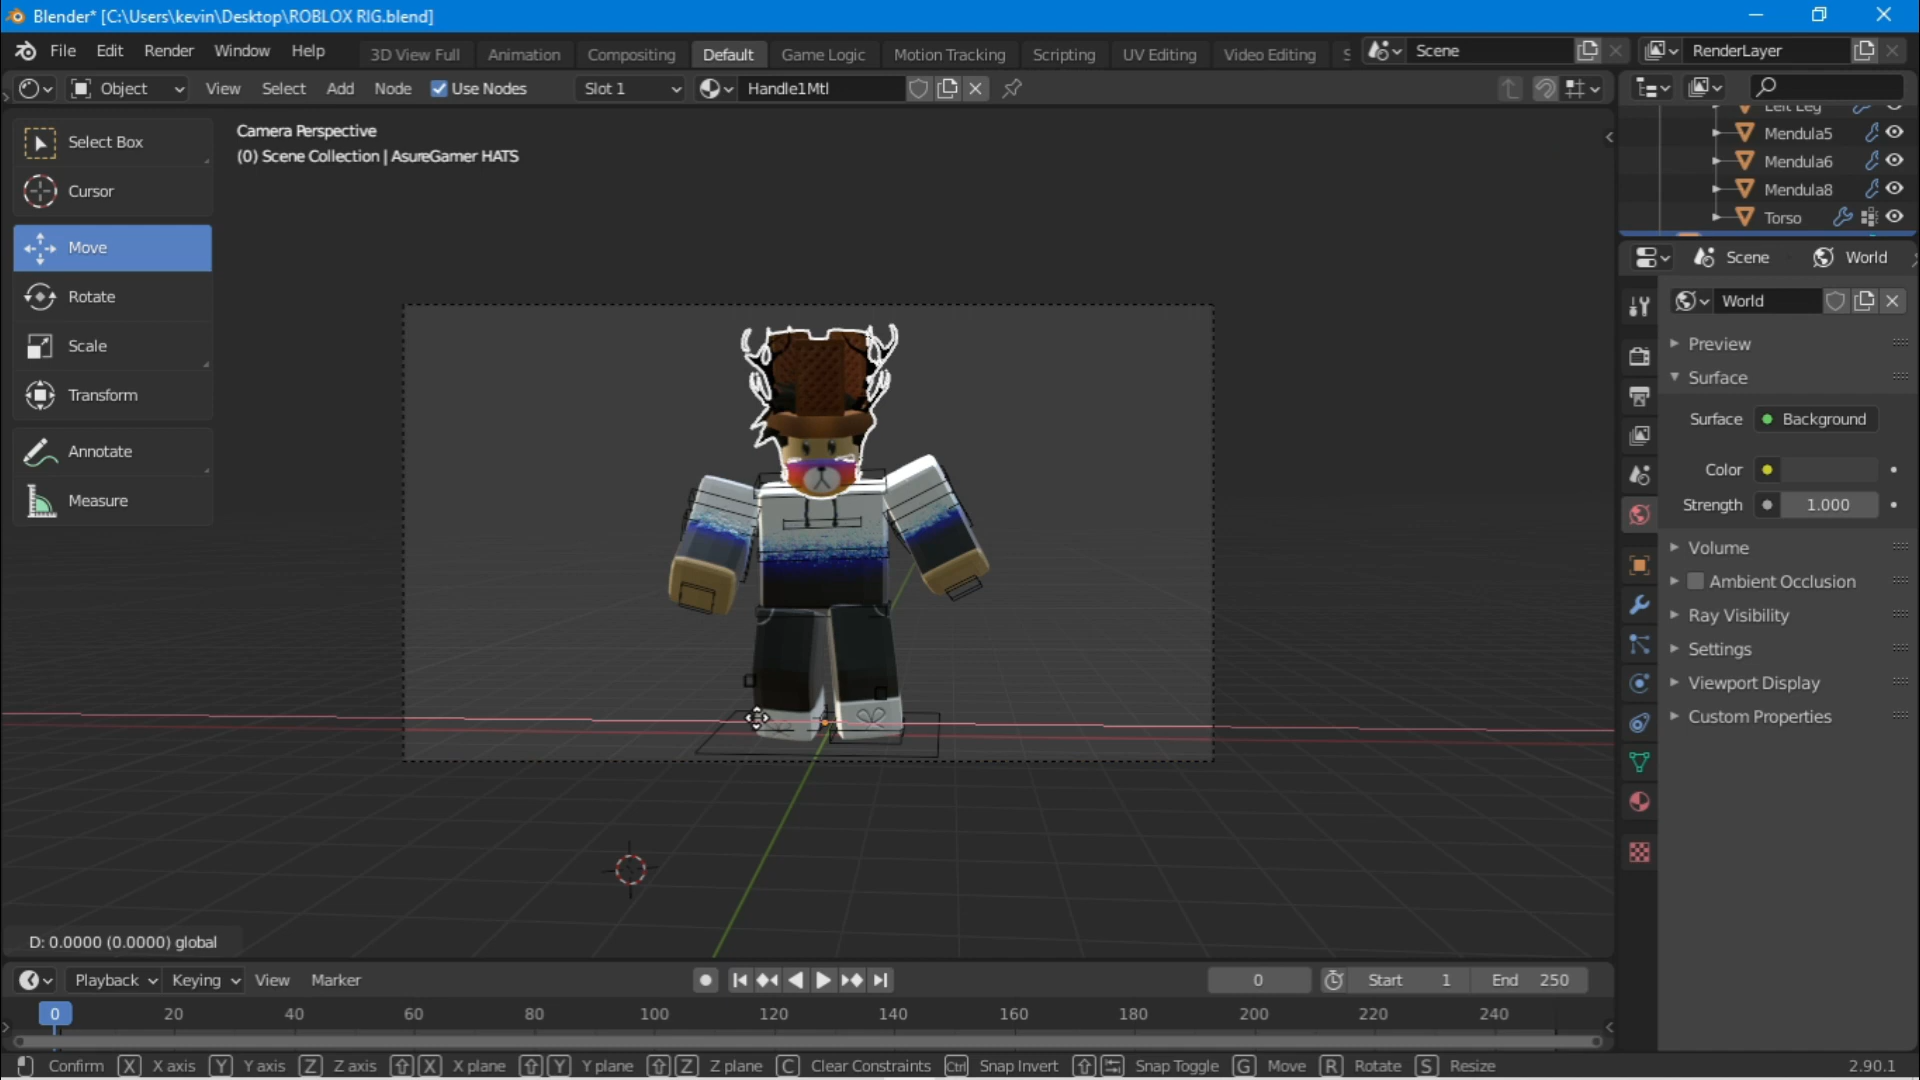 Blender* [C:\Users\kevin\Desktop\ROBLOX RIG.blend]
File Edit Render Window Help 3D View Full Animation Compositing Default Game Logic Motion Tracking Scripting UV Editing Video Editing S Scene RenderLayer
Object View Select Add Node Use Nodes Slot 1 Handle1Mtl
Select Box
Cursor
Move
Rotate
Scale
Transform
Annotate
Measure
Camera Perspective
(0) Scene Collection | AsureGamer HATS
Left Leg
Mendula5
Mendula6
Mendula8
Torso
Scene World
World
Preview
Surface
Surface Background
Color
Strength 1.000
Volume
Ambient Occlusion
Ray Visibility
Settings
Viewport Display
Custom Properties
D: 0.0000 (0.0000) global
Playback Keying View Marker 0 Start 1 End 250
0 20 40 60 80 100 120 140 160 180 200 220 240
Confirm X X axis Y Y axis Z Z axis X X plane Y Y plane Z Z plane C Clear Constraints Ctrl Snap Invert Snap Toggle G Move R Rotate S Resize 2.90.1